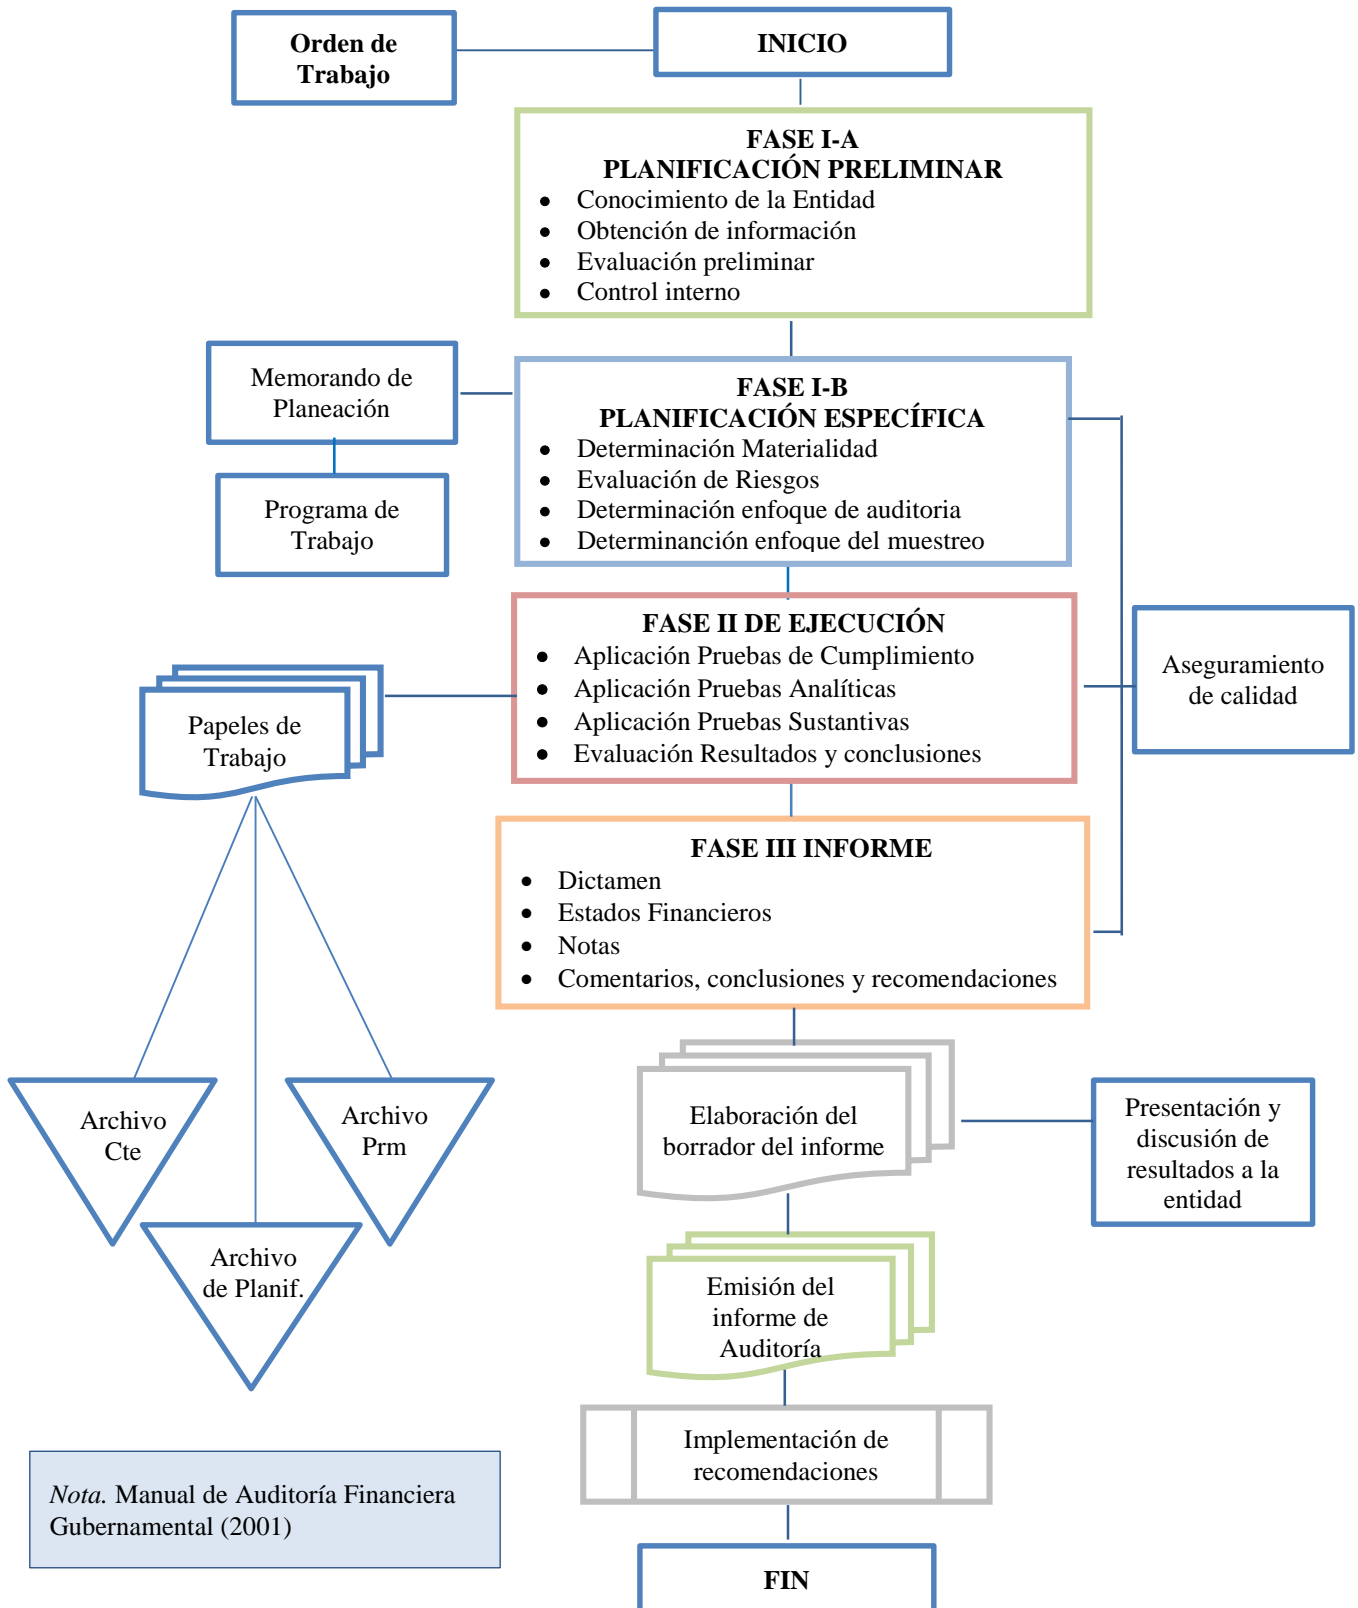 Orden de
Trabajo
INICIO
FASE I-A
PLANIFICACIÓN PRELIMINAR
• Conocimiento de la Entidad
• Obtención de información
• Evaluación preliminar
• Control interno
Memorando de
Planeación
Programa de
Trabajo
FASE I-B
PLANIFICACIÓN ESPECÍFICA
• Determinación Materialidad
• Evaluación de Riesgos
• Determinación enfoque de auditoria
• Determinanción enfoque del muestreo
FASE II DE EJECUCIÓN
• Aplicación Pruebas de Cumplimiento
• Aplicación Pruebas Analíticas
• Aplicación Pruebas Sustantivas
• Evaluación Resultados y conclusiones
Aseguramiento
de calidad
Papeles de
Trabajo
FASE III INFORME
• Dictamen
• Estados Financieros
• Notas
• Comentarios, conclusiones y recomendaciones
Archivo
Cte
Archivo
Prm
Archivo
de Planif.
Elaboración del
borrador del informe
Presentación y
discusión de
resultados a la
entidad
Emisión del
informe de
Auditoría
Implementación de
recomendaciones
Nota. Manual de Auditoría Financiera
Gubernamental (2001)
FIN